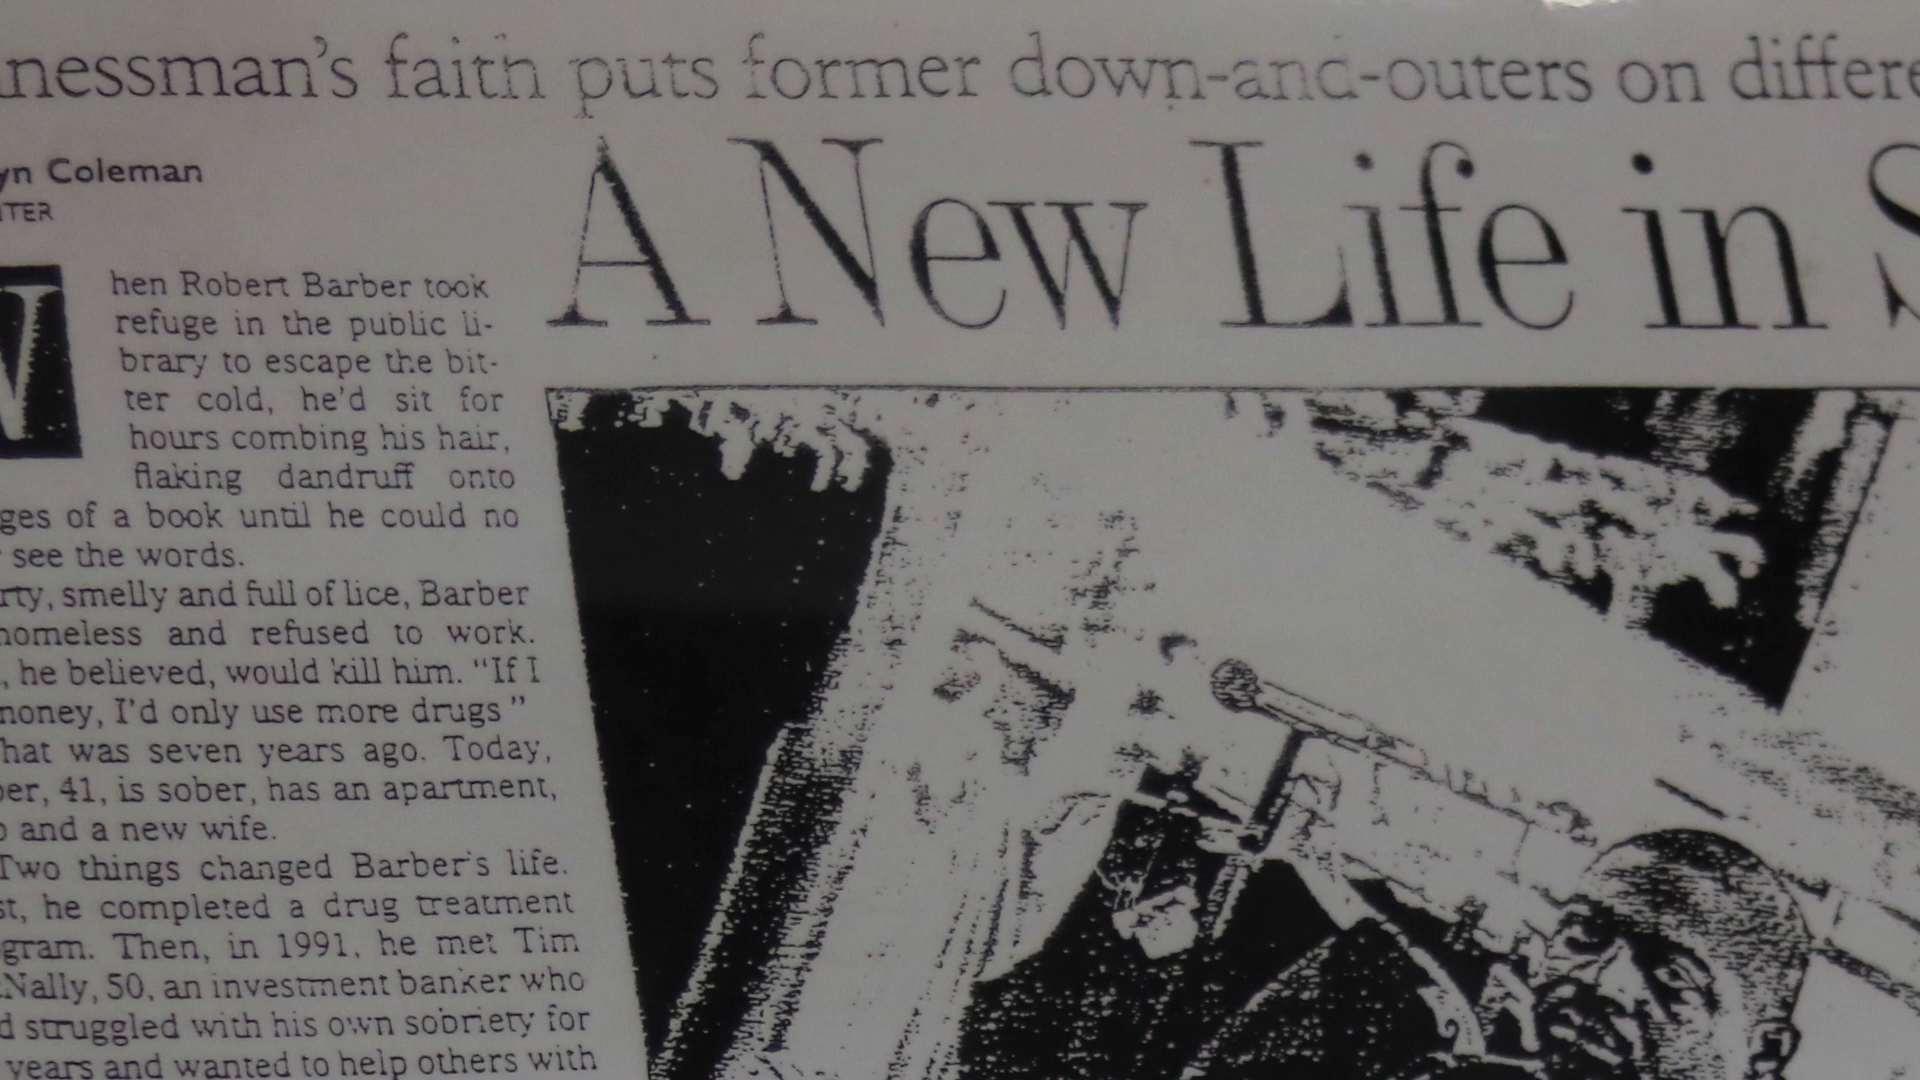 nessman's faith puts former down-and-outers on differe
A New Life in S
yn Coleman
ITER
When Robert Barber took
refuge in the public li-
brary to escape the bit-
ter cold, he'd sit for
hours combing his hair,
flaking dandruff onto
ges of a book until he could no
see the words.
rty, smelly and full of lice, Barber
homeless and refused to work.
, he believed, would kill him. "If I
money, I'd only use more drugs"
hat was seven years ago. Today,
ber, 41, is sober, has an apartment,
and a new wife.
Two things changed Barber's life.
st, he completed a drug treatment
gram. Then, in 1991, he met Tim
cNally, 50, an investment banker who
d struggled with his own sobriety for
years and wanted to help others with